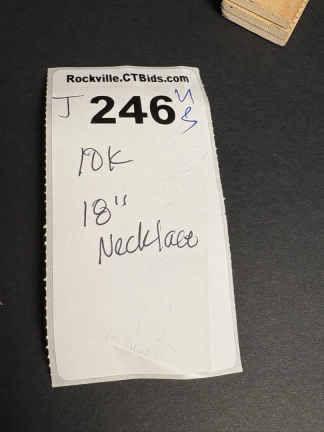 Rockville.CTBids.com
J 246
10K
18"
Necklace